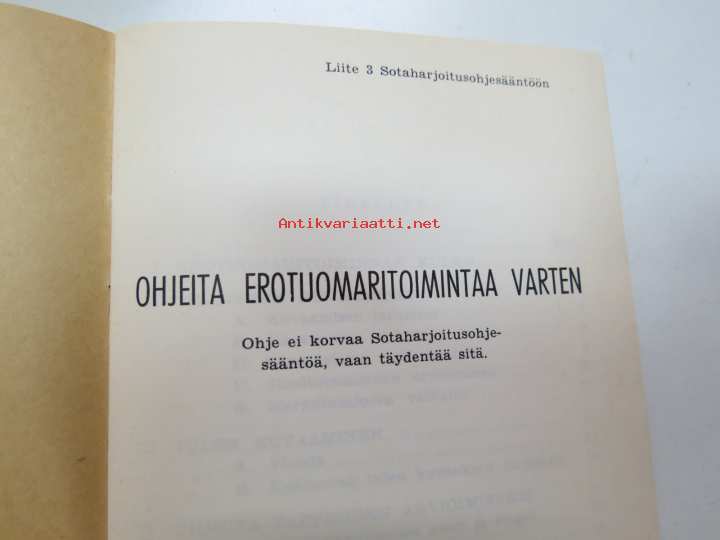 Liite 3 Sotaharjoitusohjesääntöön
Antikvariaatti.net
OHJEITA EROTUOMARITOIMINTAA VARTEN
Ohje ei korvaa Sotaharjoitusohje-
sääntöä, vaan täydentää sitä.